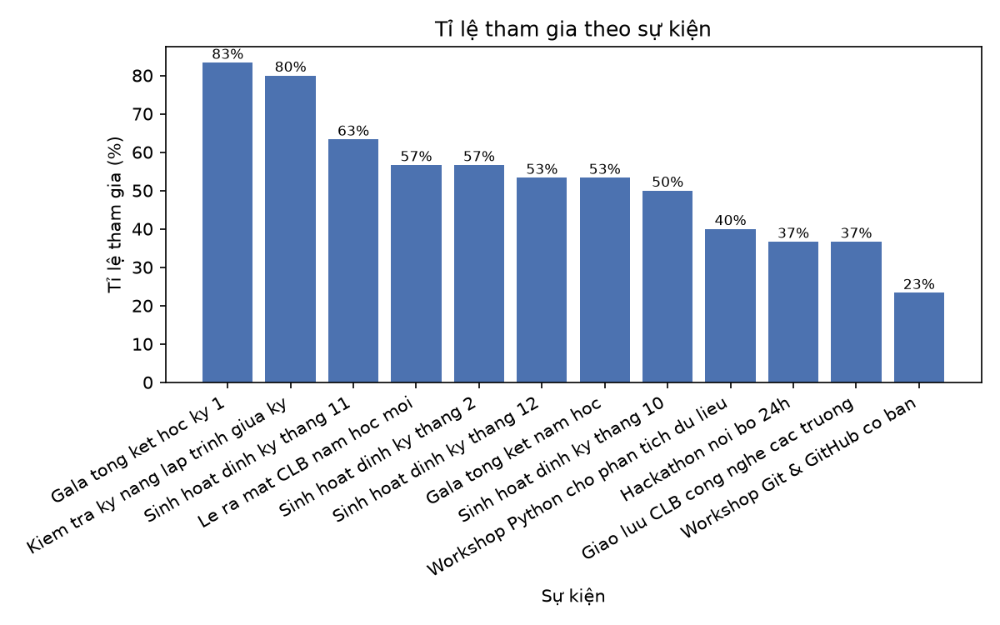 Tỉ lệ tham gia theo sự kiện
Tỉ lệ tham gia (%)
80
70
60
50
40
30
20
10
0
83%
80%
63%
57%
57%
53%
53%
50%
40%
37%
37%
23%
Gala tong ket hoc ky 1
Kiem tra ky nang lap trinh giua ky
Sinh hoat dinh ky thang 11
Le ra mat CLB nam hoc moi
Sinh hoat dinh ky thang 2
Sinh hoat dinh ky thang 12
Gala tong ket nam hoc
Sinh hoat dinh ky thang 10
Workshop Python cho phan tich du lieu
Hackathon noi bo 24h
Giao luu CLB cong nghe cac truong
Workshop Git & GitHub co ban
Sự kiện